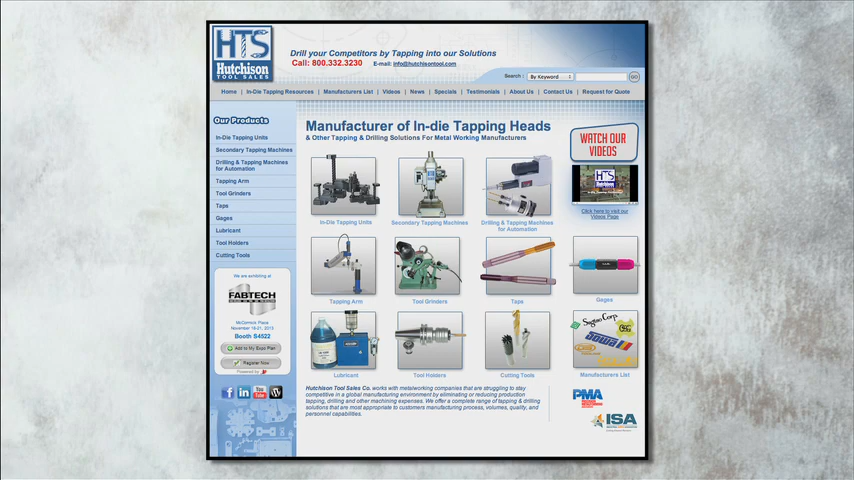 HTS
Hutchison
TOOL SALES
Drill your Competitors by Tapping into our Solutions
Call: 800.332.3230 E-mail: info@hutchisontool.com
Search : By Keyword GO
Home | In-Die Tapping Resources | Manufacturers List | Videos | News | Specials | Testimonials | About Us | Contact Us | Request for Quote
Our Products
In-Die Tapping Units
Secondary Tapping Machines
Drilling & Tapping Machines
for Automation
Tapping Arm
Tool Grinders
Taps
Gages
Lubricant
Tool Holders
Cutting Tools
We are exhibiting at
FABTECH
McCormick Place
November 18-21, 2013
Booth S4522
Add to My Expo Plan
Register Now
Powered by
You
Tube
Manufacturer of In-die Tapping Heads
& Other Tapping & Drilling Solutions For Metal Working Manufacturers
In-Die Tapping Units
Secondary Tapping Machines
Drilling & Tapping Machines
for Automation
Tapping Arm
Tool Grinders
Taps
Gages
Lubricant
Tool Holders
Cutting Tools
Manufacturers List
WATCH OUR
VIDEOS
HTS
Hutchison
Click here to visit our
Videos Page
Sowa
Hutchison Tool Sales Co. works with metalworking companies that are struggling to stay
competitive in a global manufacturing environment by eliminating or reducing production
tapping, drilling and other machining expenses. We offer a complete range of tapping & drilling
solutions that are most appropriate to customers manufacturing process, volumes, quality, and
personnel capabilities.
PMA
ISA